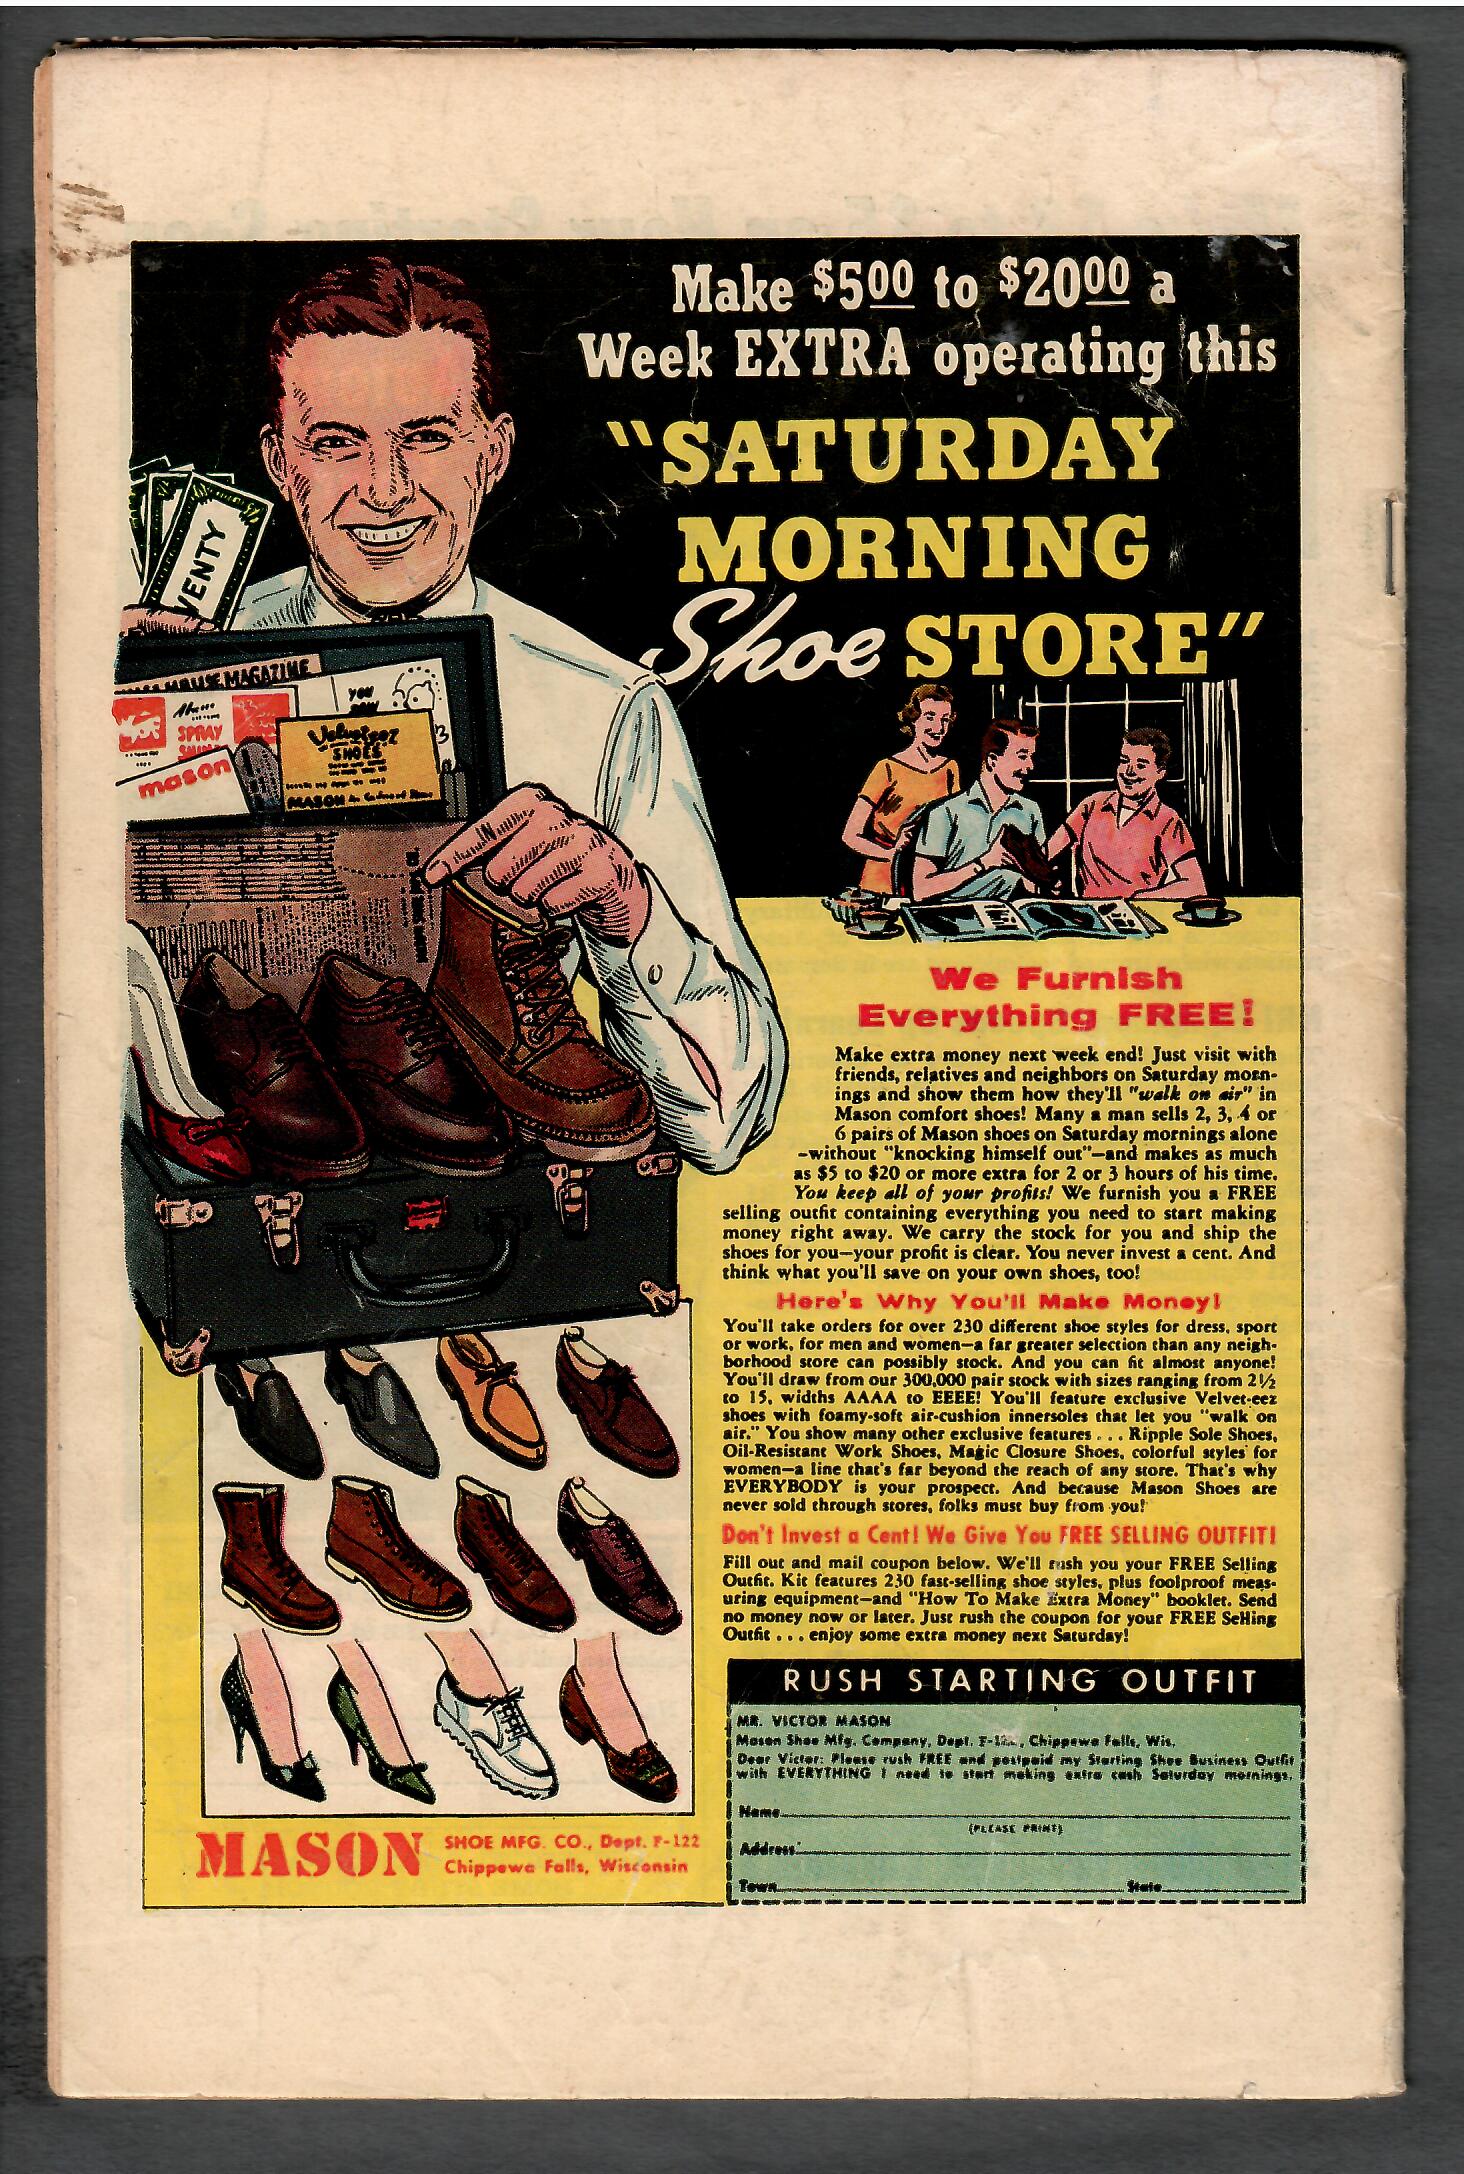 Make $5.00 to $20.00 a
Week EXTRA operating this
"SATURDAY
MORNING
Shoe STORE"
VENTY
HOUSE MAGAZINE
YOU
SPRAY
SHINE
mason
Velveteez
SHOES
MASON
We Furnish
Everything FREE!
Make extra money next week end! Just visit with
friends, relatives and neighbors on Saturday morn-
ings and show them how they'll "walk on air" in
Mason comfort shoes! Many a man sells 2, 3, 4 or
6 pairs of Mason shoes on Saturday mornings alone
-without "knocking himself out"—and makes as much
as $5 to $20 or more extra for 2 or 3 hours of his time.
You keep all of your profits! We furnish you a FREE
selling outfit containing everything you need to start making
money right away. We carry the stock for you and ship the
shoes for you—your profit is clear. You never invest a cent. And
think what you'll save on your own shoes, too!
Here's Why You'll Make Money!
You'll take orders for over 230 different shoe styles for dress, sport
or work, for men and women—a far greater selection than any neigh-
borhood store can possibly stock. And you can fit almost anyone!
You'll draw from our 300,000 pair stock with sizes ranging from 2½
to 15, widths AAAA to EEEE! You'll feature exclusive Velvet-eez
shoes with foamy-soft air-cushion innersoles that let you "walk on
air." You show many other exclusive features . . . Ripple Sole Shoes,
Oil-Resistant Work Shoes, Magic Closure Shoes, colorful styles for
women—a line that's far beyond the reach of any store. That's why
EVERYBODY is your prospect. And because Mason Shoes are
never sold through stores, folks must buy from you!
Don't Invest a Cent! We Give You FREE SELLING OUTFIT!
Fill out and mail coupon below. We'll rush you your FREE Selling
Outfit. Kit features 230 fast-selling shoe styles, plus foolproof meas-
uring equipment—and "How To Make Extra Money" booklet. Send
no money now or later. Just rush the coupon for your FREE Selling
Outfit . . . enjoy some extra money next Saturday!
RUSH STARTING OUTFIT
MR. VICTOR MASON
Mason Shoe Mfg. Company, Dept. Chippewa Falls, Wis.
Dear Victor: Please rush FREE and postpaid my Starting Shoe Business Outfit
with EVERYTHING I need to start making extra cash Saturday mornings.
Name
(PLEASE PRINT)
Address
Town State
MASON SHOE MFG. CO., Dept. F-122
Chippewa Falls, Wisconsin